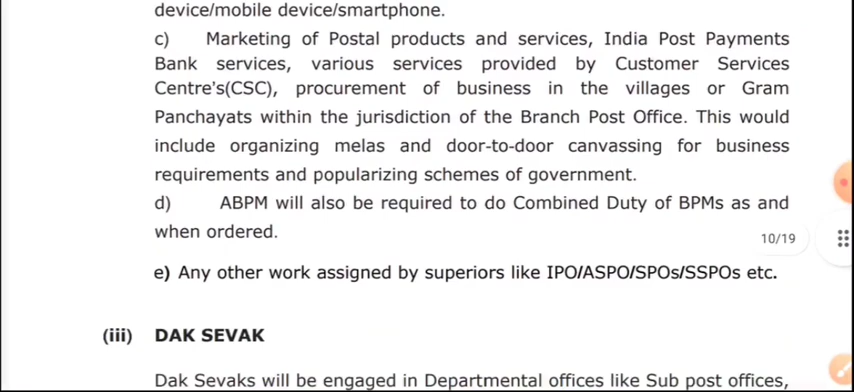 device/mobile device/smartphone.
c) Marketing of Postal products and services, India Post Payments
Bank services, various services provided by Customer Services
Centre's(CSC), procurement of business in the villages or Gram
Panchayats within the jurisdiction of the Branch Post Office. This would
include organizing melas and door-to-door canvassing for business
requirements and popularizing schemes of government.
d) ABPM will also be required to do Combined Duty of BPMs as and
when ordered.
10/19
e) Any other work assigned by superiors like IPO/ASPO/SPOs/SSPOs etc.
(iii) DAK SEVAK
Dak Sevaks will be engaged in Departmental offices like Sub post offices,